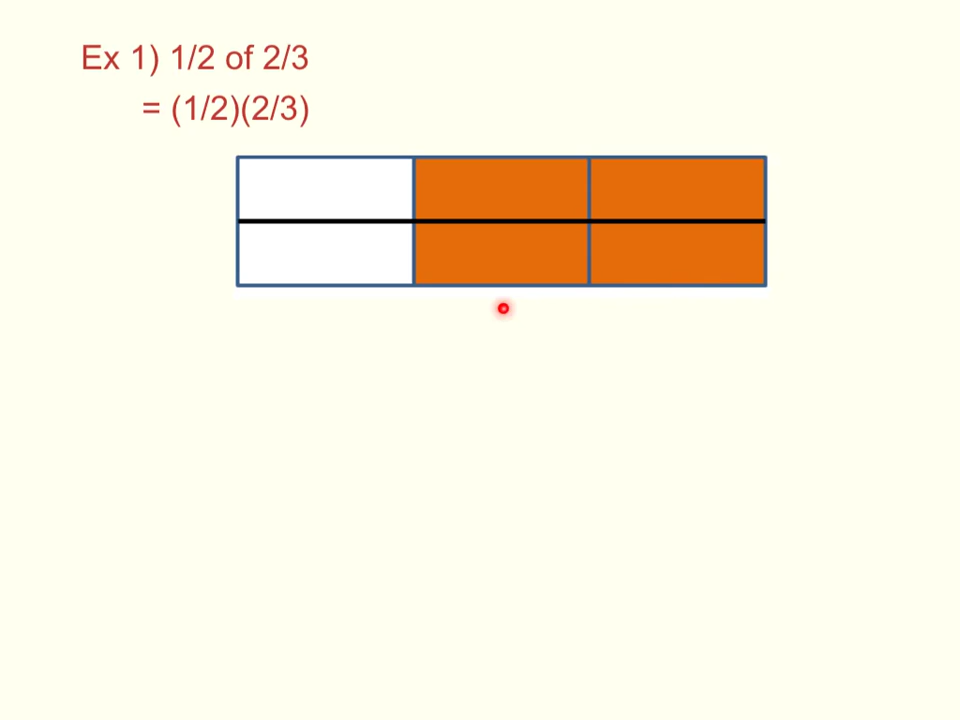 Ex 1) 1/2 of 2/3
= (1/2)(2/3)